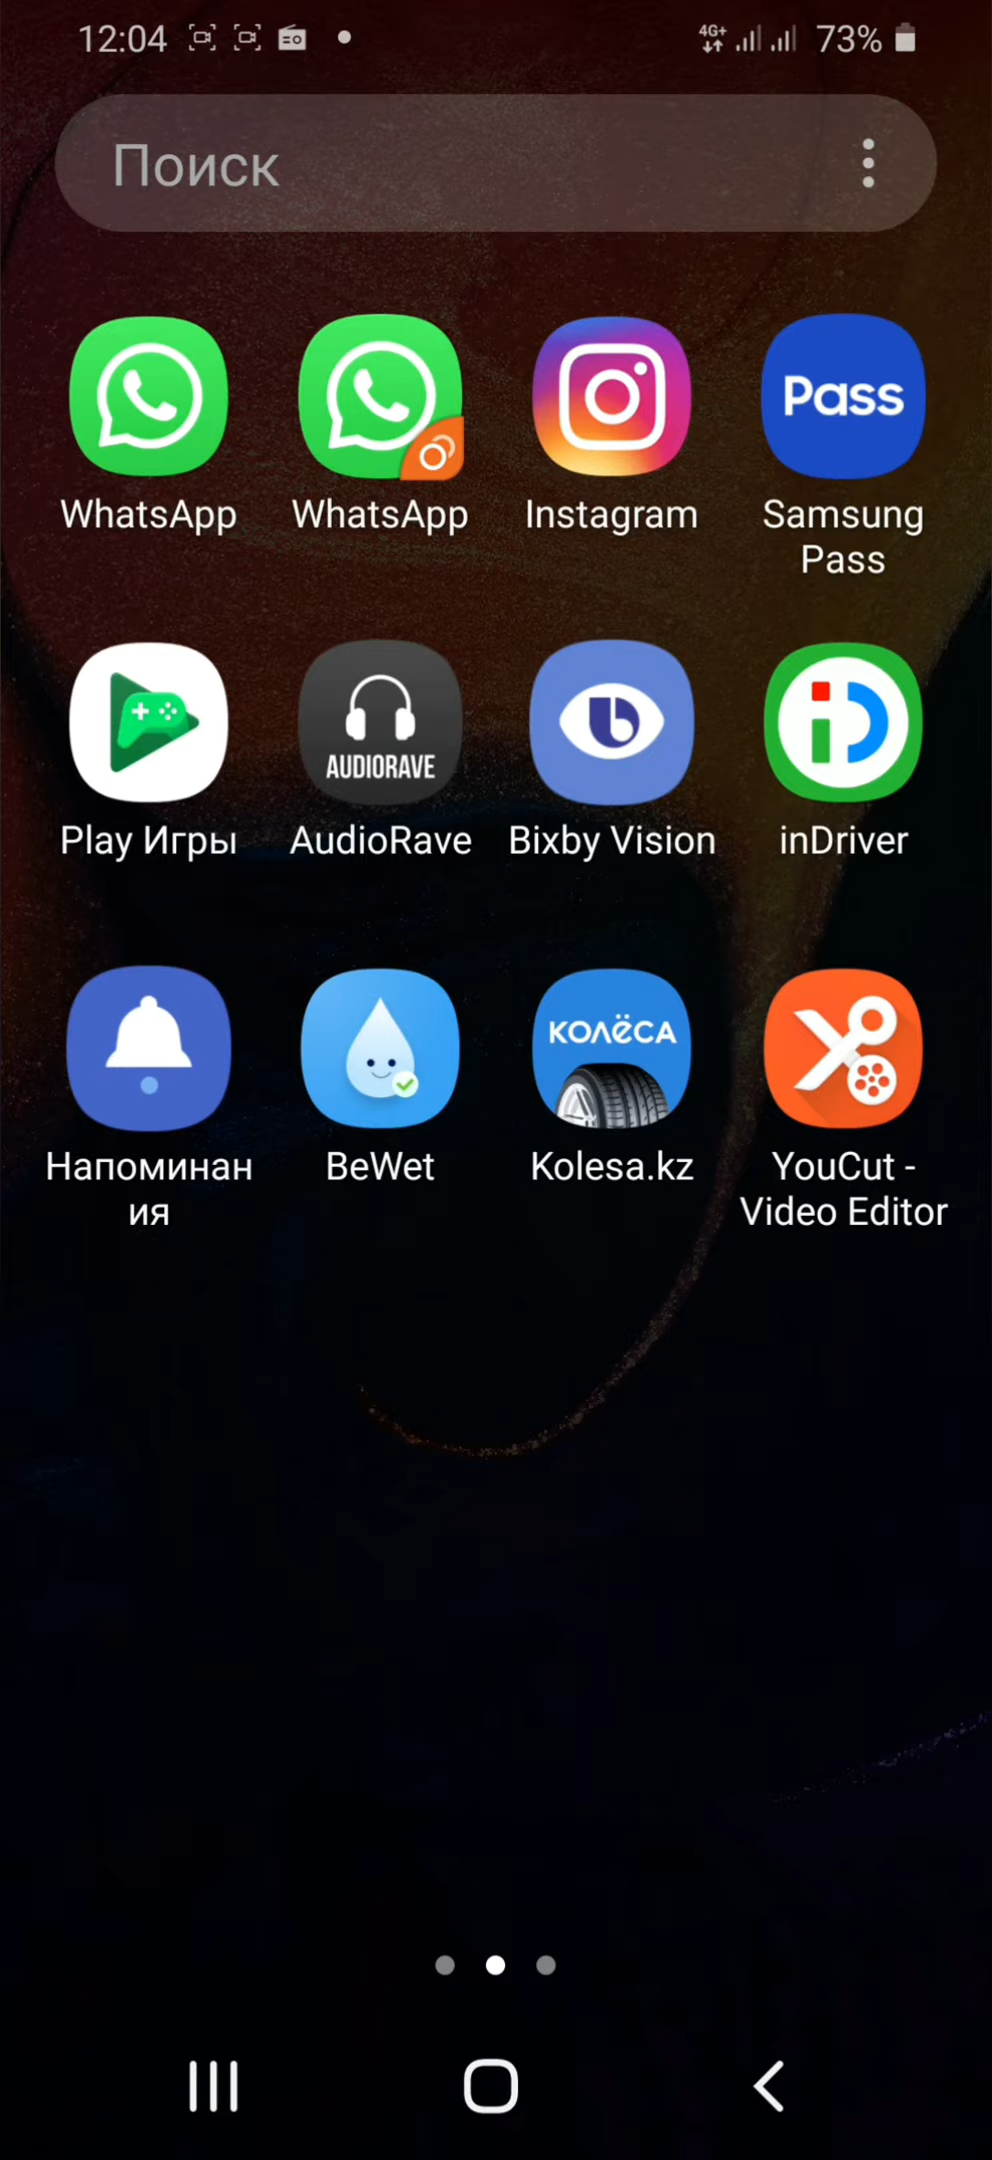 12:04
4G+ 73%
Поиск
Pass
WhatsApp WhatsApp Instagram Samsung
Pass
AUDIORAVE
Play Игры AudioRave Bixby Vision inDriver
КОЛЁСА
Напоминан BeWet Kolesa.kz YouCut -
ия Video Editor